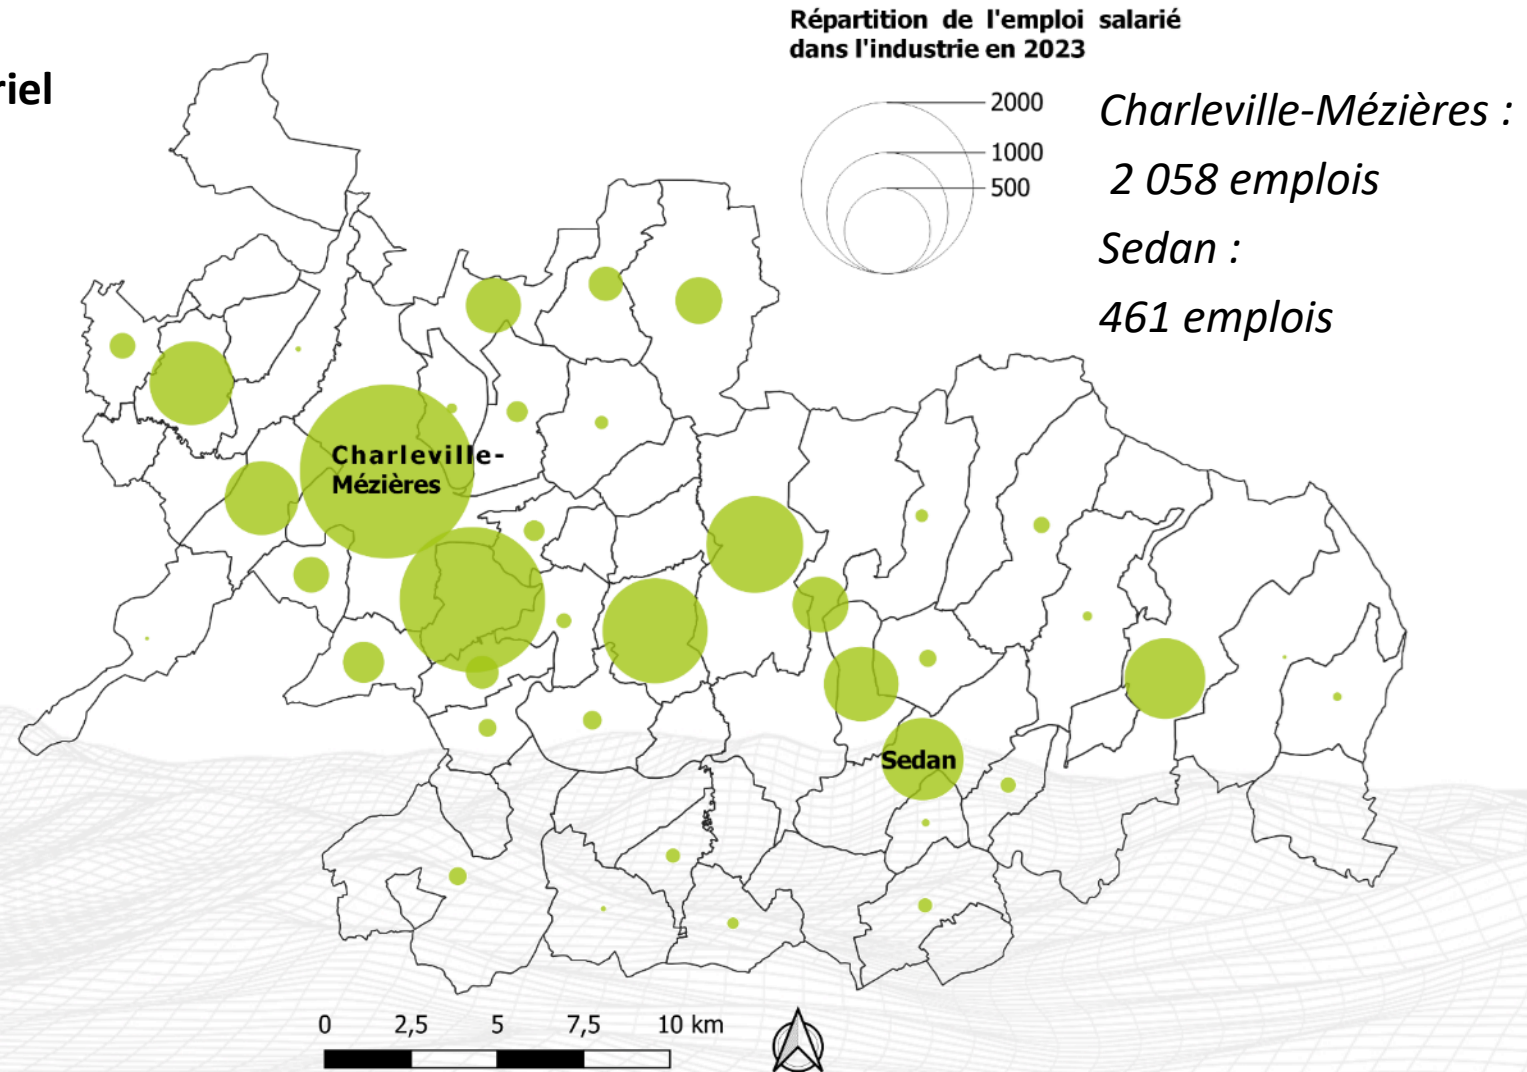 Répartition de l'emploi salarié
dans l'industrie en 2023
riel
2000
1000
500
Charleville-Mézières :
2 058 emplois
Sedan :
461 emplois
Charleville-
Mézières
Sedan
0 2,5 5 7,5 10 km